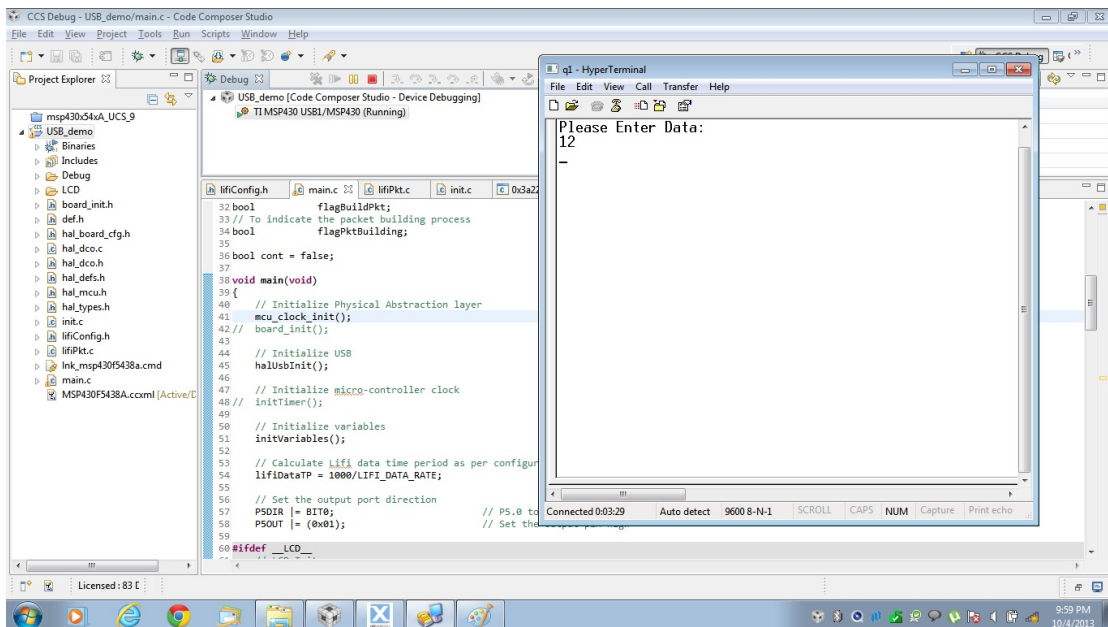 CCS Debug - USB_demo/main.c - Code Composer Studio
File Edit View Project Tools Run Scripts Window Help
Project Explorer
msp430x54xA_UCS_9
USB_demo
Binaries
Includes
Debug
LCD
board_init.h
def.h
hal_board_cfg.h
hal_dco.c
hal_dco.h
hal_defs.h
hal_mcu.h
hal_types.h
init.c
lifiConfig.h
lifiPkt.c
lnk_msp430f5438a.cmd
main.c
MSP430F5438A.ccxml [Active/D
Debug
USB_demo [Code Composer Studio - Device Debugging]
TI MSP430 USB1/MSP430 (Running)
lifiConfig.h main.c lifiPkt.c init.c 0x3a22
32 bool flagBuildPkt;
33 // To indicate the packet building process
34 bool flagPktBuilding;
35
36 bool cont = false;
37
38 void main(void)
39 {
40 // Initialize Physical Abstraction layer
41 mcu_clock_init();
42 // board_init();
43
44 // Initialize USB
45 halUsbInit();
46
47 // Initialize micro-controller clock
48 // initTimer();
49
50 // Initialize variables
51 initVariables();
52
53 // Calculate Lifi data time period as per configur
54 lifiDataTP = 1000/LIFI_DATA_RATE;
55
56 // Set the output port direction
57 P5DIR |= BIT0; // P5.0 to
58 P5OUT |= (0x01); // Set the
59
60 #ifdef __LCD__
q1 - HyperTerminal
File Edit View Call Transfer Help
Please Enter Data:
12
_
Connected 0:03:29 Auto detect 9600 8-N-1 SCROLL CAPS NUM Capture Print echo
Licensed : 83 D
9:59 PM
10/4/2013